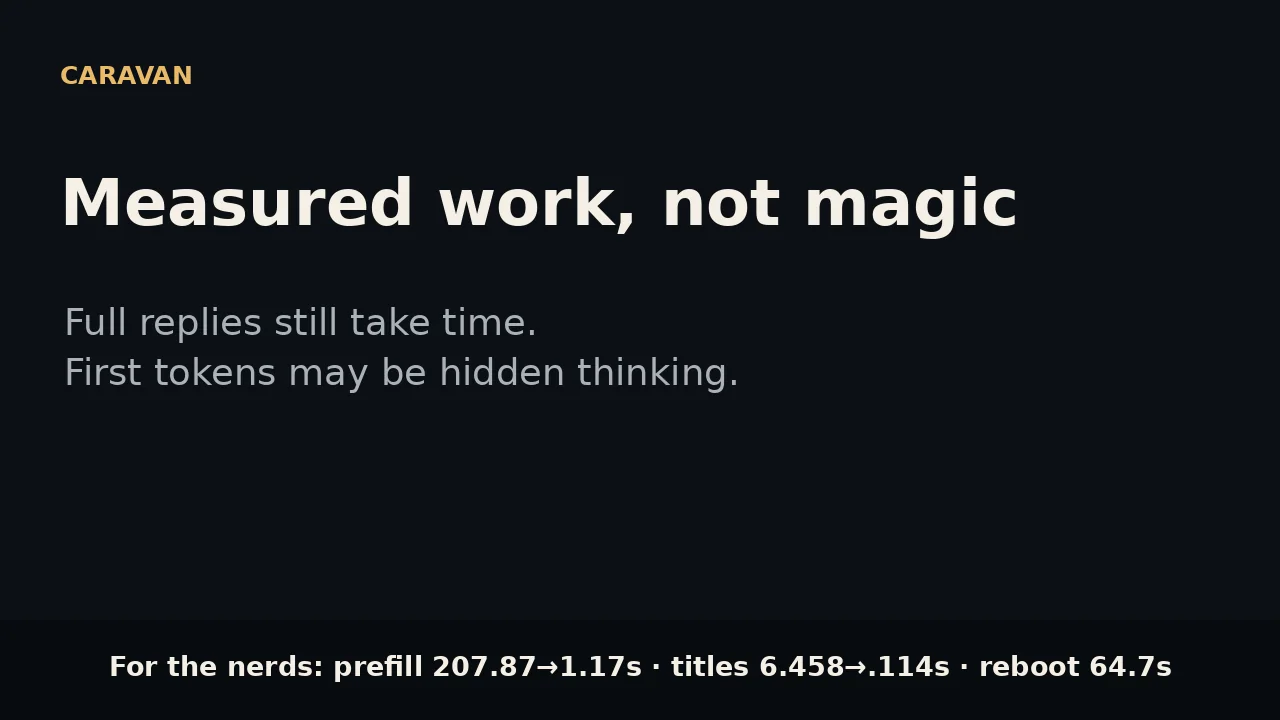 CARAVAN
Measured work, not magic
Full replies still take time.
First tokens may be hidden thinking.
For the nerds: prefill 207.87→1.17s · titles 6.458→.114s · reboot 64.7s